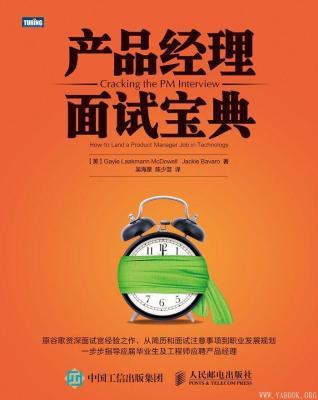 TURING
产品经理
Cracking the PM Interview
面试宝典
How to Land a Product Manager Job in Technology
【美】Gayle Laakmann McDowell Jackie Bavaro 著
吴海星 陈少芸 译
原谷歌资深面试官经验之作，从简历和面试注意事项到职业发展规划
一步步指导应届毕业生及工程师应聘产品经理
中国工信出版集团
人民邮电出版社
POSTS & TELECOM PRESS
WWW.YABOOK.ORG